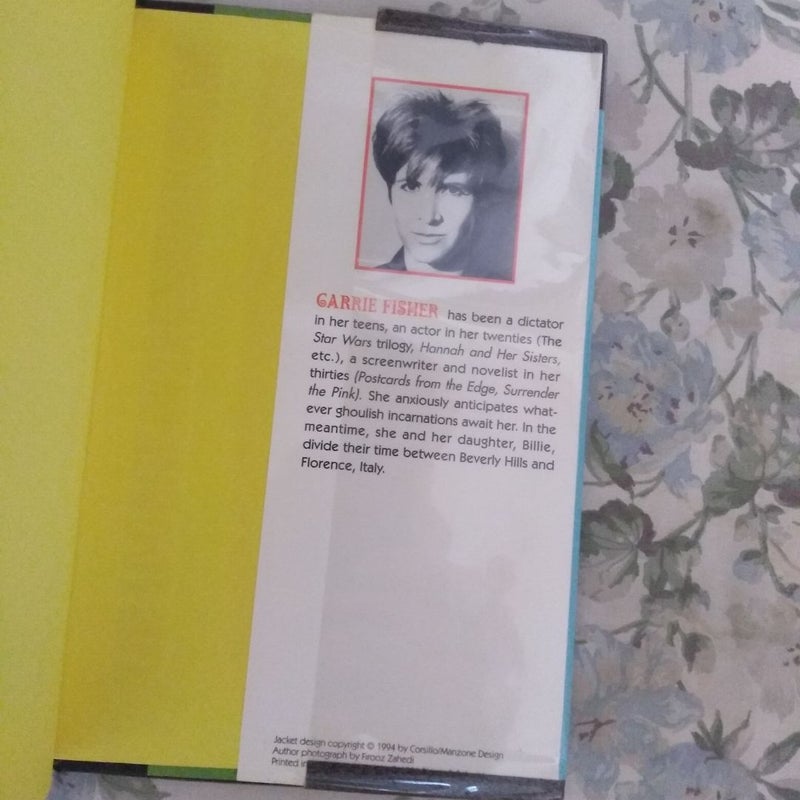 CARRIE FISHER has been a dictator
in her teens, an actor in her twenties (The
Star Wars trilogy, Hannah and Her Sisters,
etc.), a screenwriter and novelist in her
thirties (Postcards from the Edge, Surrender
the Pink). She anxiously anticipates what-
ever ghoulish incarnations await her. In the
meantime, she and her daughter, Billie,
divide their time between Beverly Hills and
Florence, Italy.
Jacket design copyright © 1994 by Corsillo/Manzone Design
Author photograph by Firooz Zahedi
Printed in